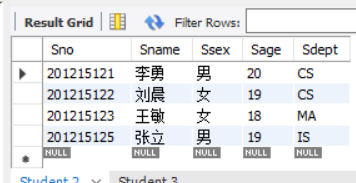 Result Grid Filter Rows:
Sno Sname Ssex Sage Sdept
201215121 李勇 男 20 CS
201215122 刘晨 女 19 CS
201215123 王敏 女 18 MA
201215125 张立 男 19 IS
NULL NULL NULL NULL NULL
Student 2 Student 3